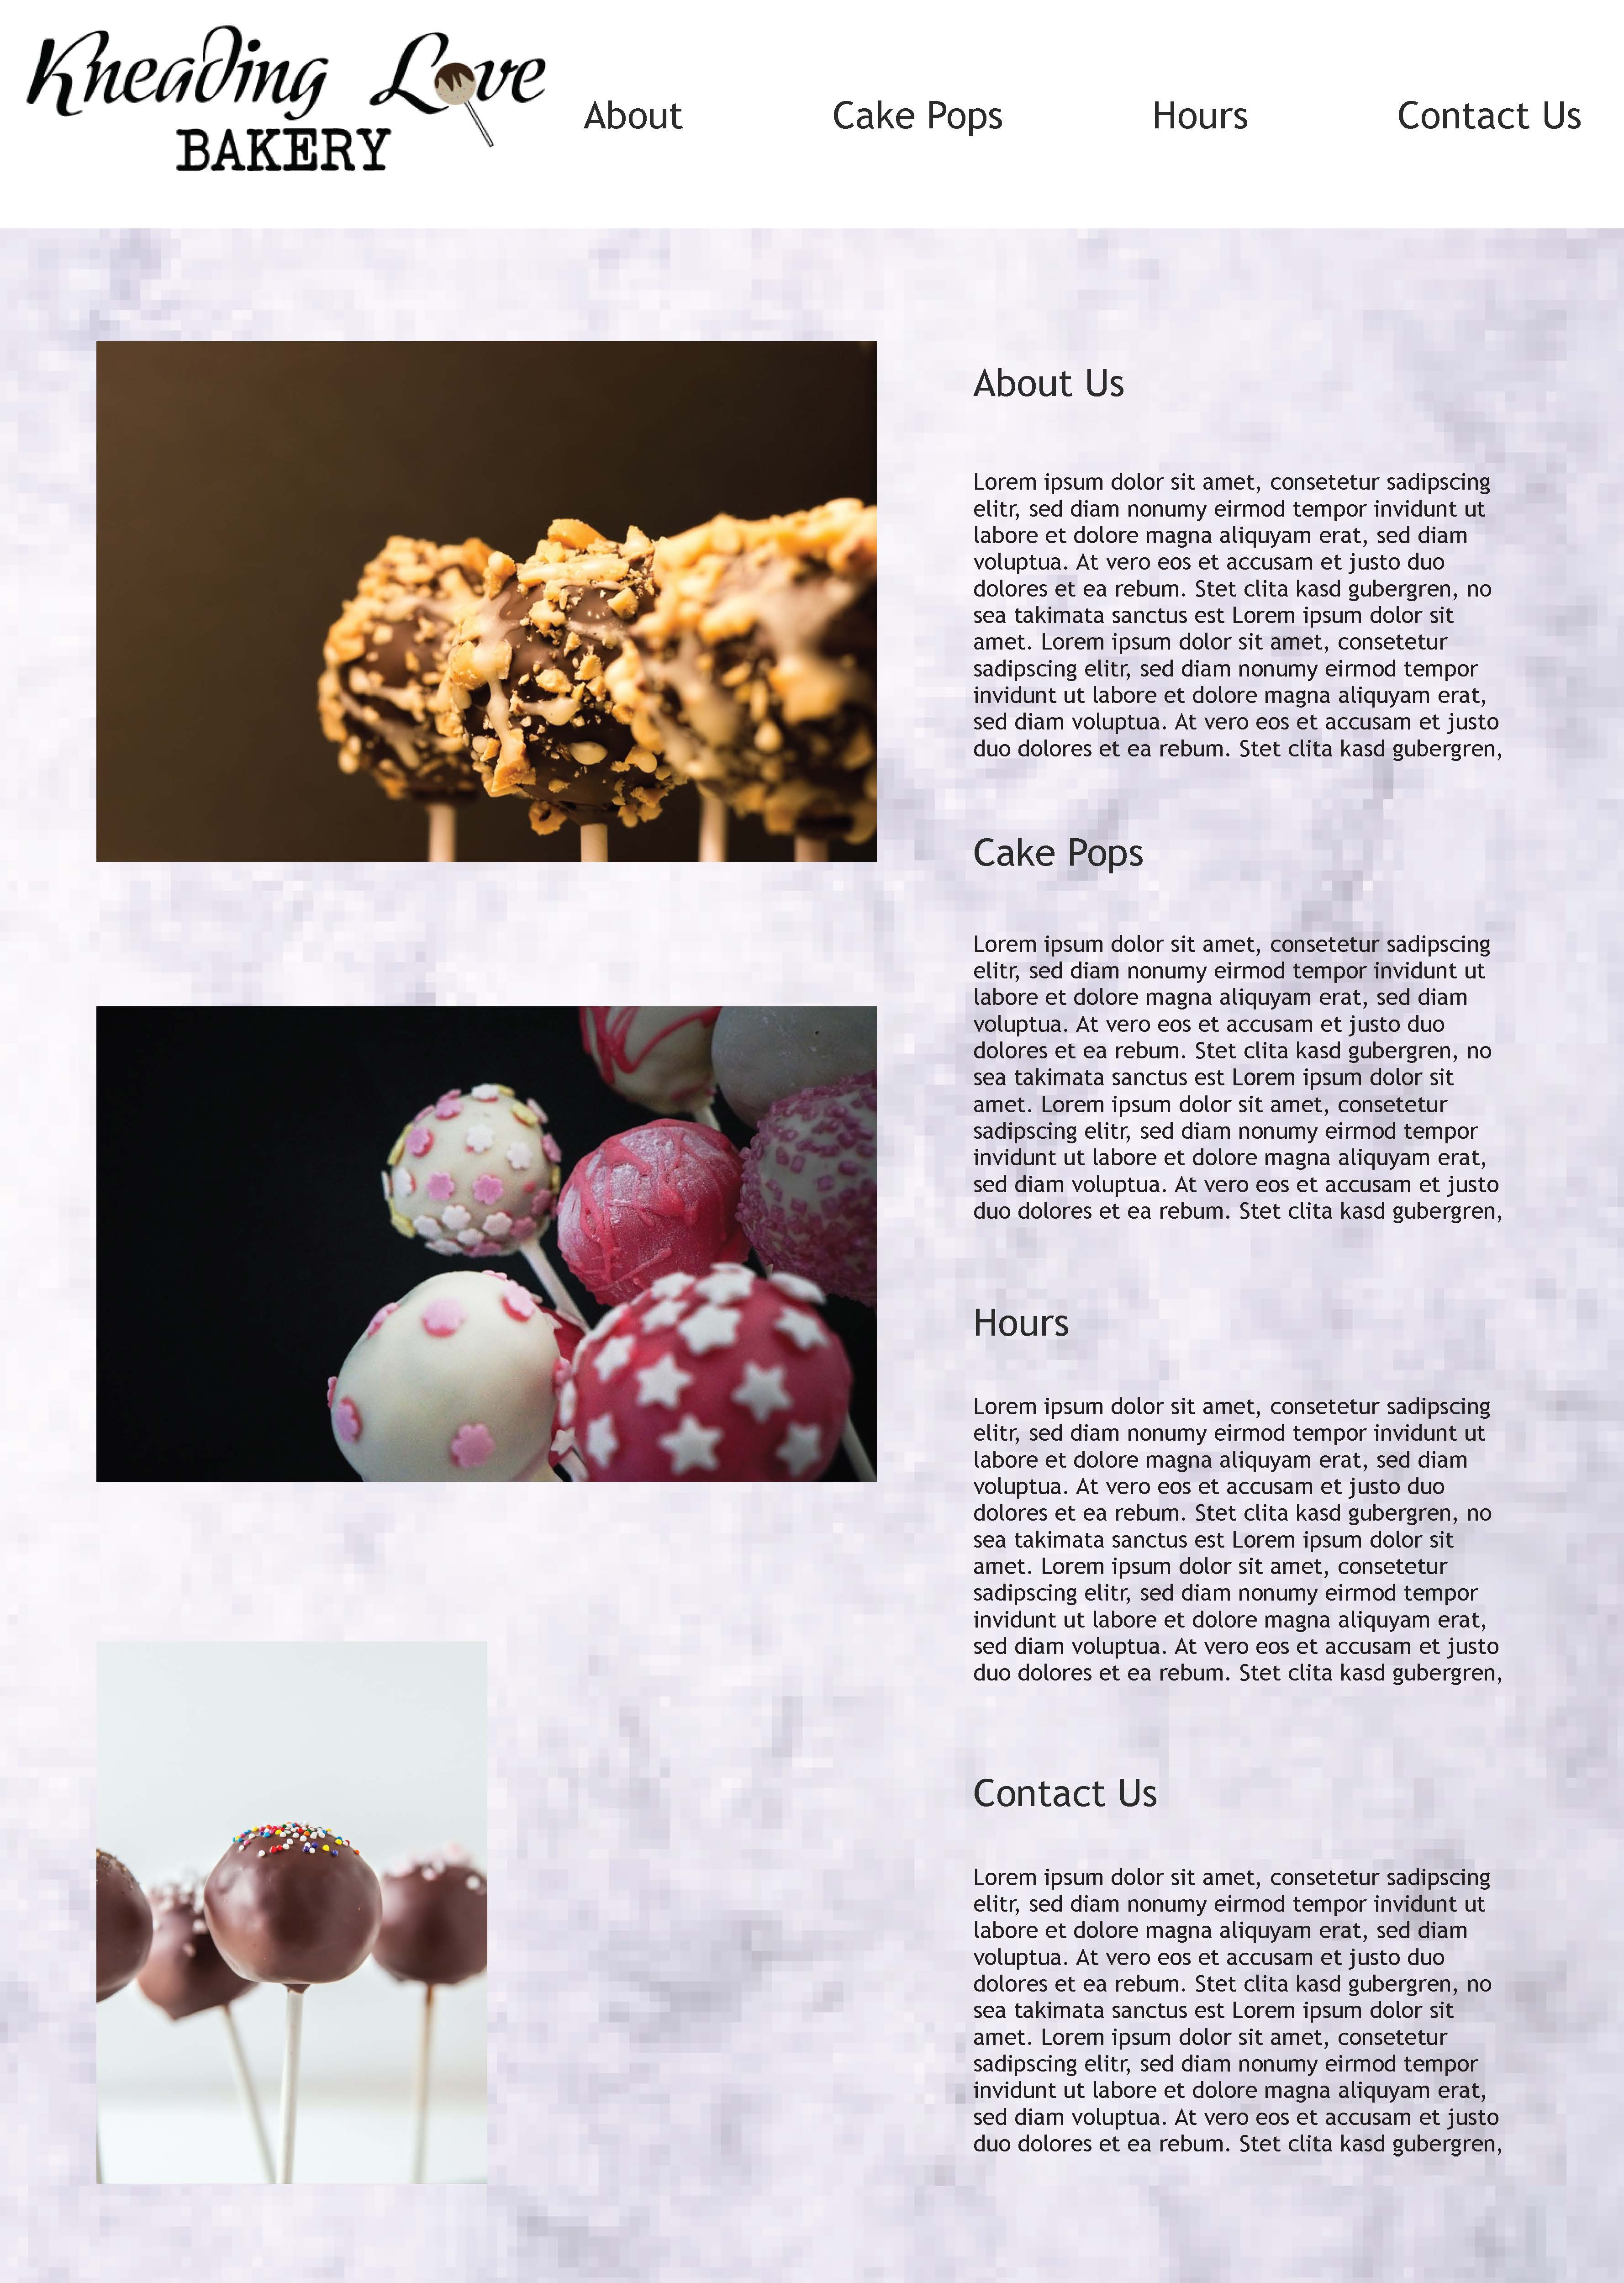 Kneading Love
BAKERY
About
Cake Pops
Hours
Contact Us
About Us
Lorem ipsum dolor sit amet, consetetur sadipscing
elitr, sed diam nonumy eirmod tempor invidunt ut
labore et dolore magna aliquyam erat, sed diam
voluptua. At vero eos et accusam et justo duo
dolores et ea rebum. Stet clita kasd gubergren, no
sea takimata sanctus est Lorem ipsum dolor sit
amet. Lorem ipsum dolor sit amet, consetetur
sadipscing elitr, sed diam nonumy eirmod tempor
invidunt ut labore et dolore magna aliquyam erat,
sed diam voluptua. At vero eos et accusam et justo
duo dolores et ea rebum. Stet clita kasd gubergren,
Cake Pops
Lorem ipsum dolor sit amet, consetetur sadipscing
elitr, sed diam nonumy eirmod tempor invidunt ut
labore et dolore magna aliquyam erat, sed diam
voluptua. At vero eos et accusam et justo duo
dolores et ea rebum. Stet clita kasd gubergren, no
sea takimata sanctus est Lorem ipsum dolor sit
amet. Lorem ipsum dolor sit amet, consetetur
sadipscing elitr, sed diam nonumy eirmod tempor
invidunt ut labore et dolore magna aliquyam erat,
sed diam voluptua. At vero eos et accusam et justo
duo dolores et ea rebum. Stet clita kasd gubergren,
Hours
Lorem ipsum dolor sit amet, consetetur sadipscing
elitr, sed diam nonumy eirmod tempor invidunt ut
labore et dolore magna aliquyam erat, sed diam
voluptua. At vero eos et accusam et justo duo
dolores et ea rebum. Stet clita kasd gubergren, no
sea takimata sanctus est Lorem ipsum dolor sit
amet. Lorem ipsum dolor sit amet, consetetur
sadipscing elitr, sed diam nonumy eirmod tempor
invidunt ut labore et dolore magna aliquyam erat,
sed diam voluptua. At vero eos et accusam et justo
duo dolores et ea rebum. Stet clita kasd gubergren,
Contact Us
Lorem ipsum dolor sit amet, consetetur sadipscing
elitr, sed diam nonumy eirmod tempor invidunt ut
labore et dolore magna aliquyam erat, sed diam
voluptua. At vero eos et accusam et justo duo
dolores et ea rebum. Stet clita kasd gubergren, no
sea takimata sanctus est Lorem ipsum dolor sit
amet. Lorem ipsum dolor sit amet, consetetur
sadipscing elitr, sed diam nonumy eirmod tempor
invidunt ut labore et dolore magna aliquyam erat,
sed diam voluptua. At vero eos et accusam et justo
duo dolores et ea rebum. Stet clita kasd gubergren,